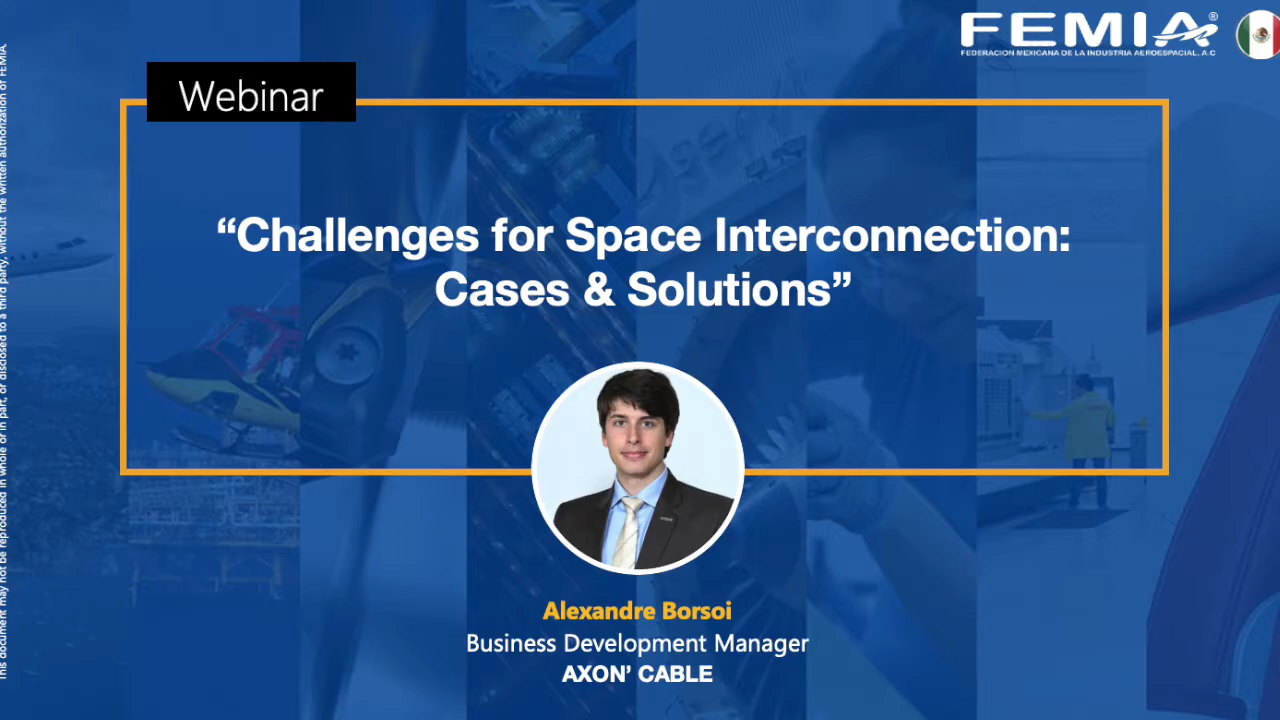 FEMIA®
FEDERACION MEXICANA DE LA INDUSTRIA AEROESPACIAL, A.C
Webinar
“Challenges for Space Interconnection:
Cases & Solutions”
Alexandre Borsoi
Business Development Manager
AXON’ CABLE
This document may not be reproduced in whole or in part, or disclosed to a third party, without the written authorization of FEMIA.